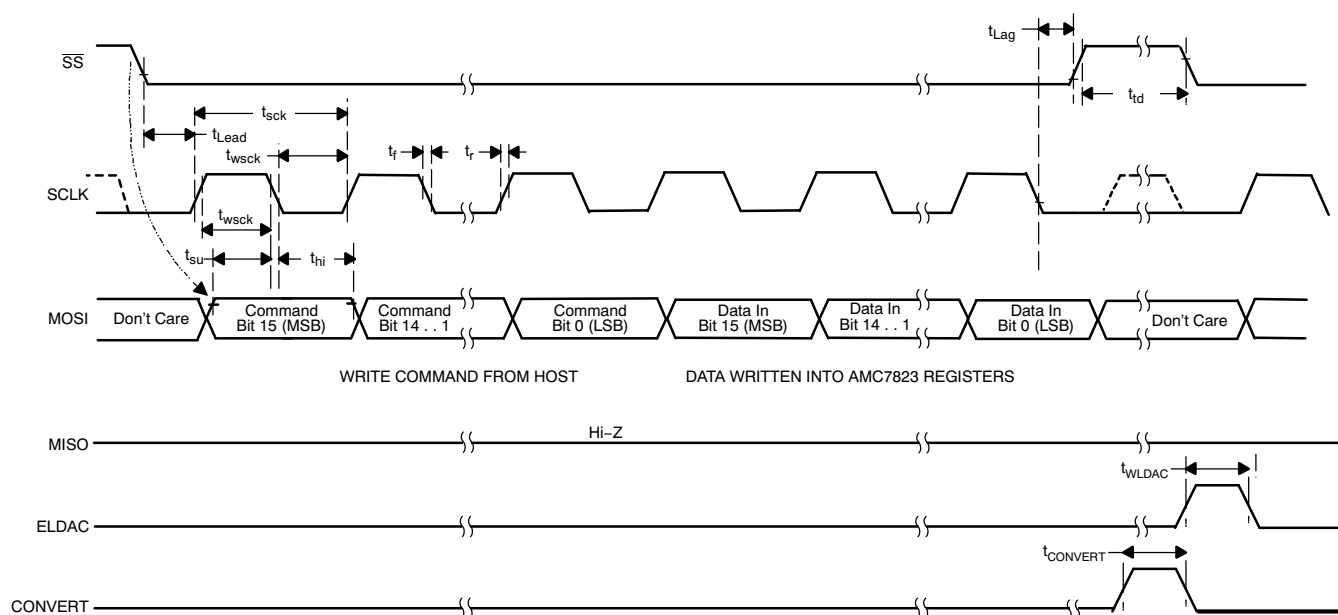 tLag
SS
ttd
tsck
tLead
twsck
tf
tr
SCLK
twsck
tsu
thi
MOSI
Don't Care
Command
Bit 15 (MSB)
Command
Bit 14 . . 1
Command
Bit 0 (LSB)
Data In
Bit 15 (MSB)
Data In
Bit 14 . . 1
Data In
Bit 0 (LSB)
Don't Care
WRITE COMMAND FROM HOST
DATA WRITTEN INTO AMC7823 REGISTERS
MISO
Hi–Z
tWLDAC
ELDAC
tCONVERT
CONVERT